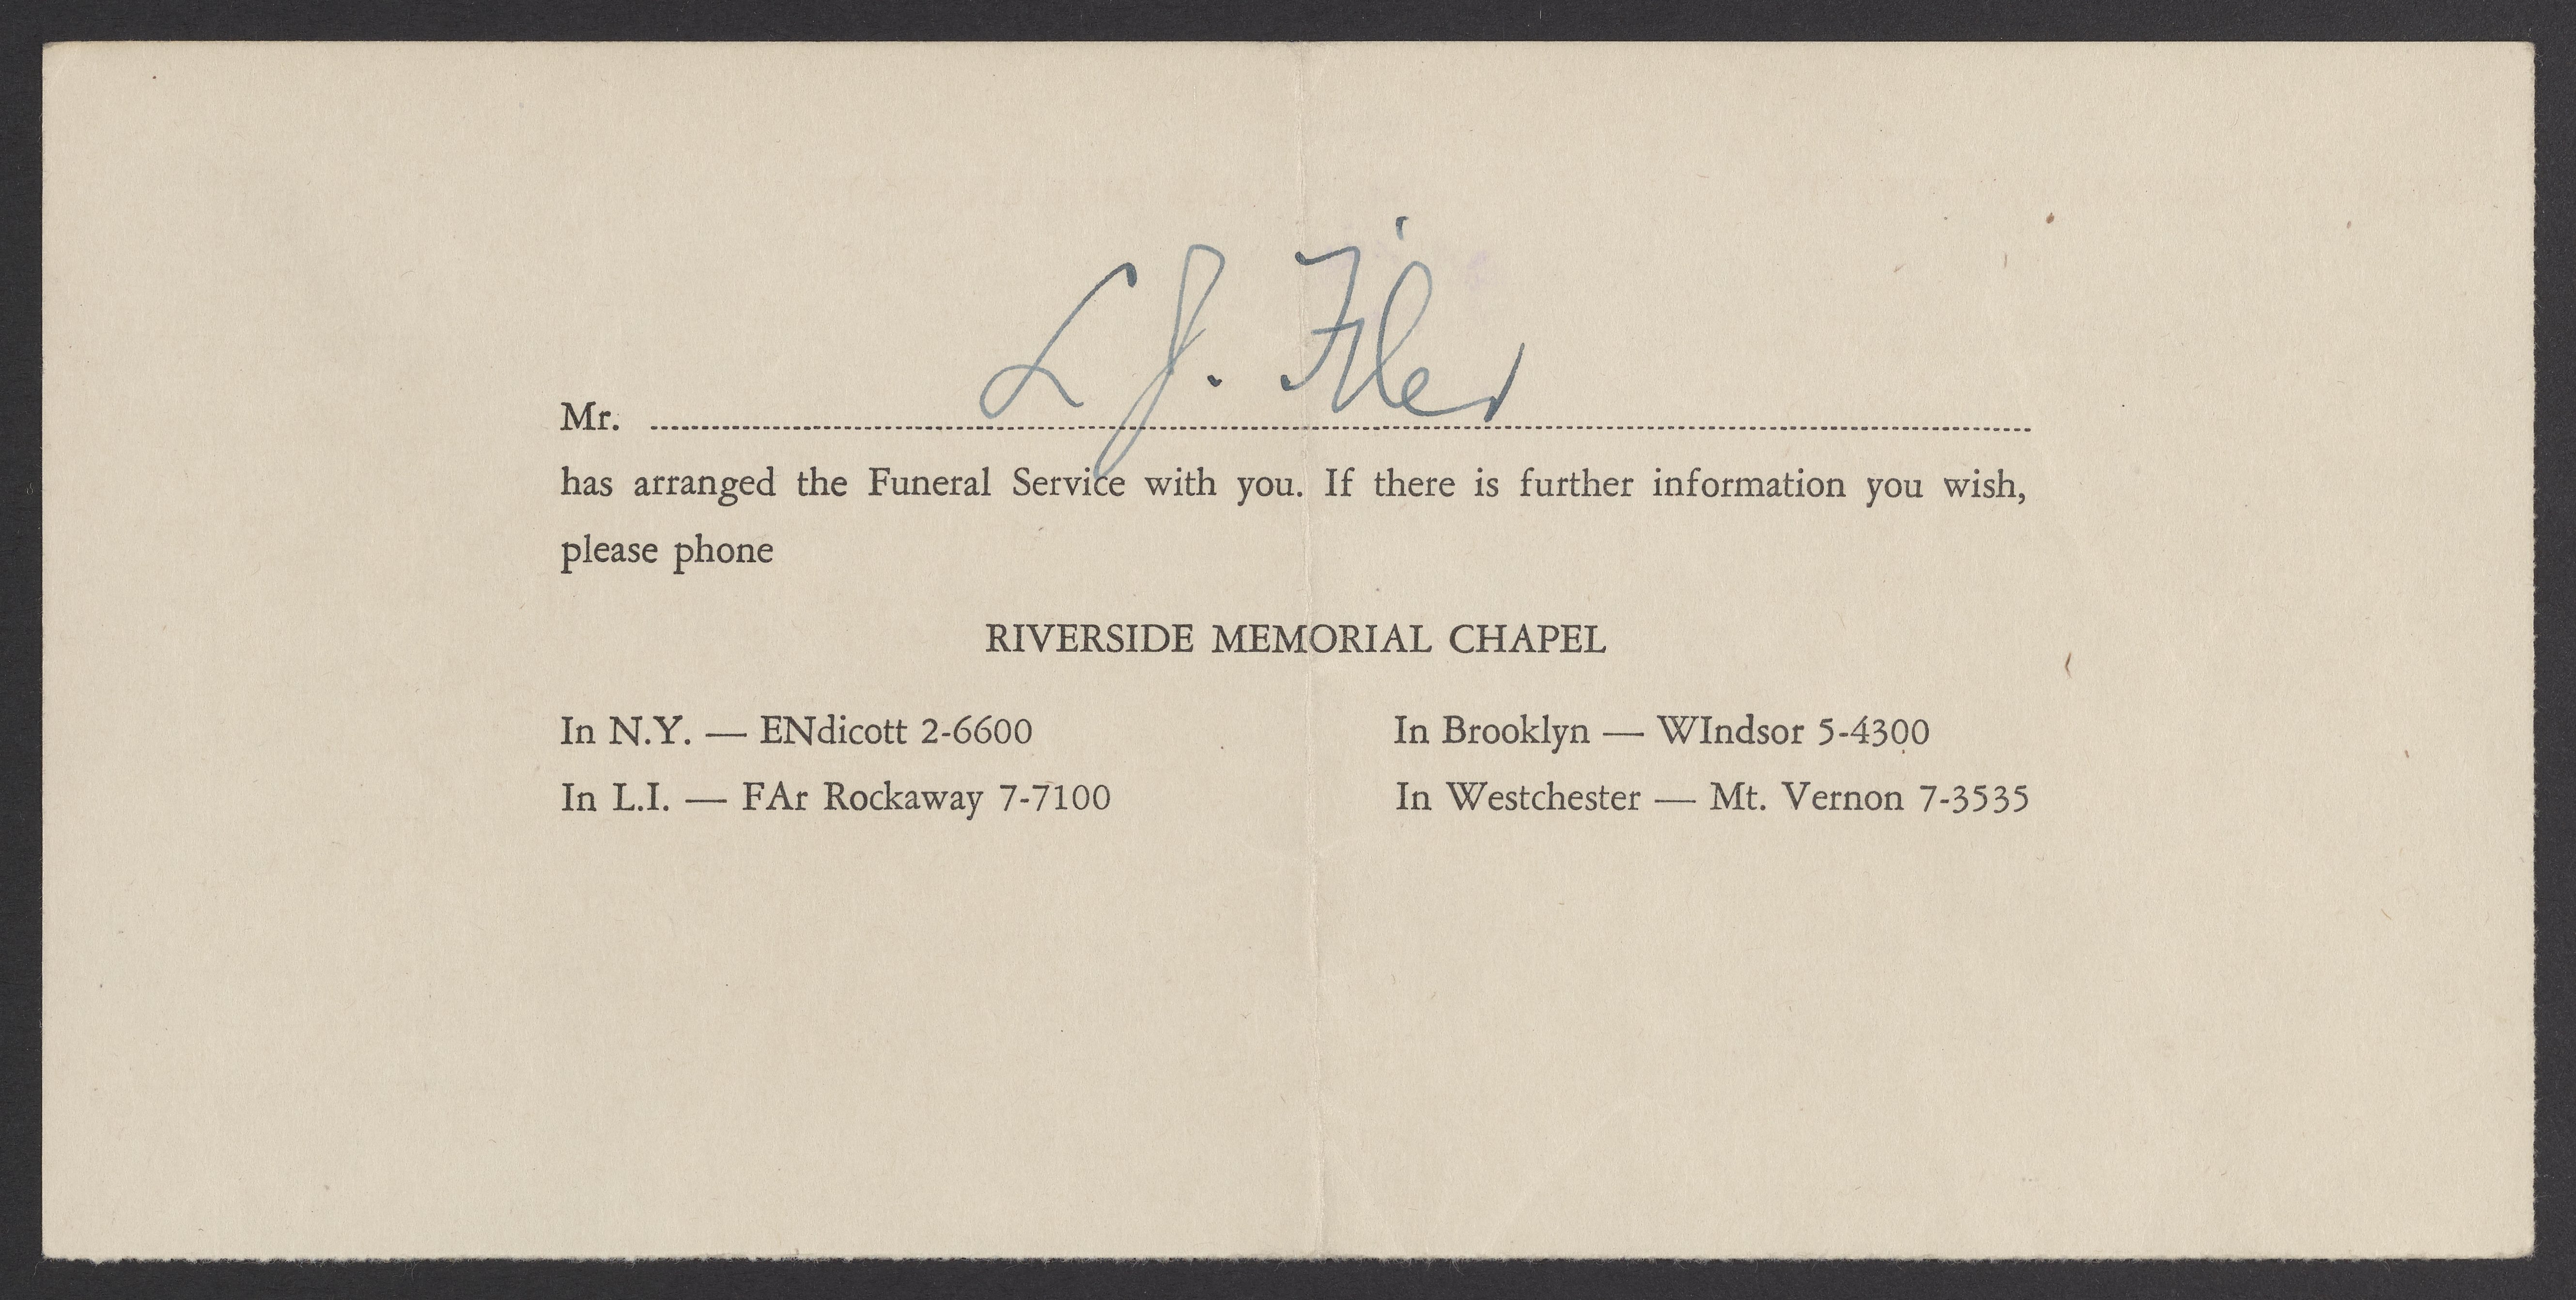 Mr. L J. Filer
has arranged the Funeral Service with you. If there is further information you wish,
please phone
RIVERSIDE MEMORIAL CHAPEL
In N.Y. — ENdicott 2-6600
In Brooklyn — WIndsor 5-4300
In L.I. — FAr Rockaway 7-7100
In Westchester — Mt. Vernon 7-3535